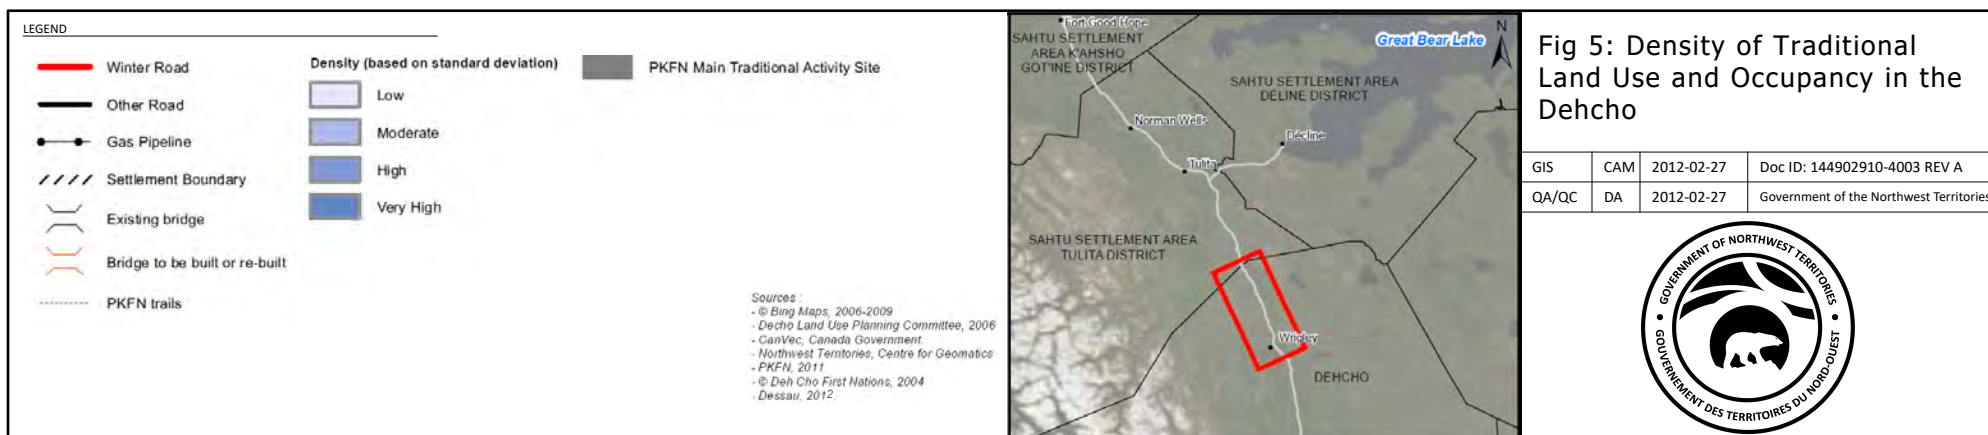 LEGEND
Winter Road
Other Road
Gas Pipeline
Settlement Boundary
Existing bridge
Bridge to be built or re-built
PKFN trails
Density (based on standard deviation)
Low
Moderate
High
Very High
PKFN Main Traditional Activity Site
Sources :
- © Bing Maps, 2006-2009
- Decho Land Use Planning Committee, 2006
- CanVec, Canada Government
- Northwest Territories, Centre for Geomatics
- PKFN, 2011
- © Deh Cho First Nations, 2004
- Dessau, 2012
Fort Good Hope
SAHTU SETTLEMENT
AREA K'AHSHO
GOT'INE DISTRICT
Great Bear Lake
N
SAHTU SETTLEMENT AREA
DELINE DISTRICT
Norman Wells
Décline
Tulita
SAHTU SETTLEMENT AREA
TULITA DISTRICT
Wrigley
DEHCHO
Fig 5: Density of Traditional
Land Use and Occupancy in the
Dehcho
GIS CAM 2012-02-27 Doc ID: 144902910-4003 REV A
QA/QC DA 2012-02-27 Government of the Northwest Territories
GOVERNMENT OF NORTHWEST TERRITORIES
GOUVERNEMENT DES TERRITOIRES DU NORD-OUEST